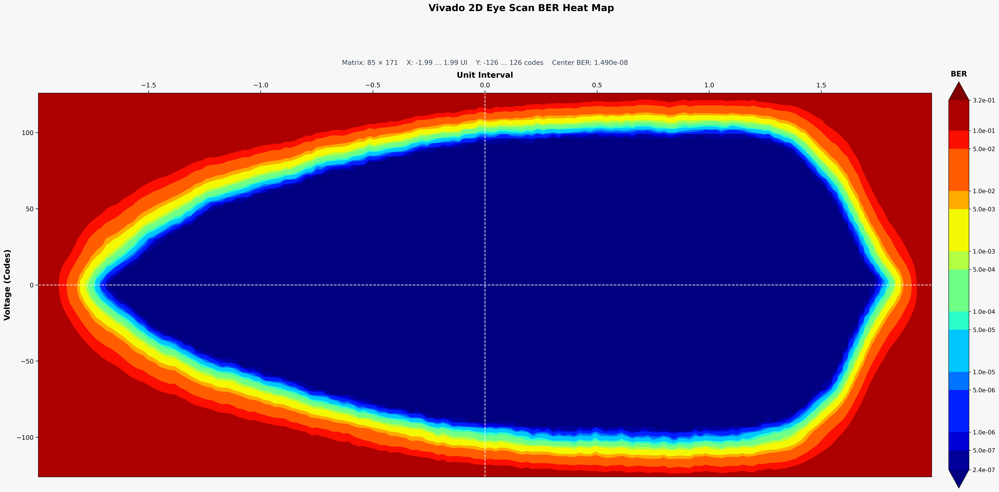 Vivado 2D Eye Scan BER Heat Map
Matrix: 85 × 171    X: -1.99 … 1.99 UI    Y: -126 … 126 codes    Center BER: 1.490e-08
Unit Interval
BER
−1.5
−1.0
−0.5
0.0
0.5
1.0
1.5
Voltage (Codes)
100
50
0
−50
−100
3.2e-01
1.0e-01
5.0e-02
1.0e-02
5.0e-03
1.0e-03
5.0e-04
1.0e-04
5.0e-05
1.0e-05
5.0e-06
1.0e-06
5.0e-07
2.4e-07